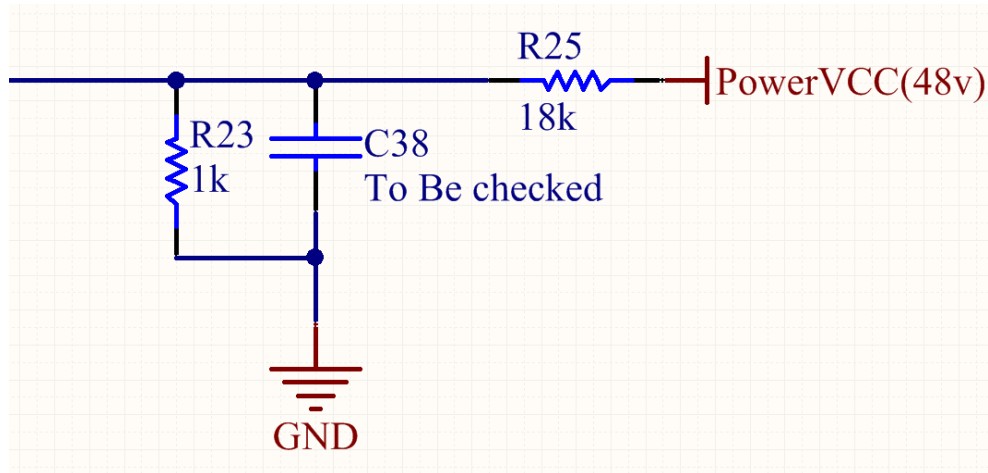 R25
PowerVCC(48v)
18k
R23
C38
1k
To Be checked
GND